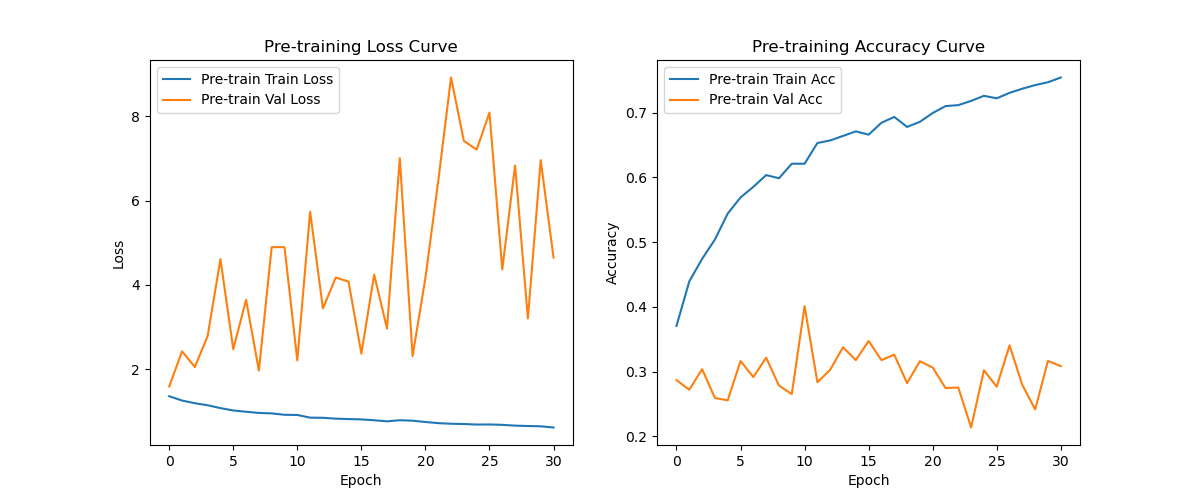 Pre-training Loss Curve
Pre-train Train Loss
Pre-train Val Loss
8
6
4
2
Loss
0 5 10 15 20 25 30
Epoch
Pre-training Accuracy Curve
Pre-train Train Acc
Pre-train Val Acc
0.7
0.6
0.5
0.4
0.3
0.2
Accuracy
0 5 10 15 20 25 30
Epoch